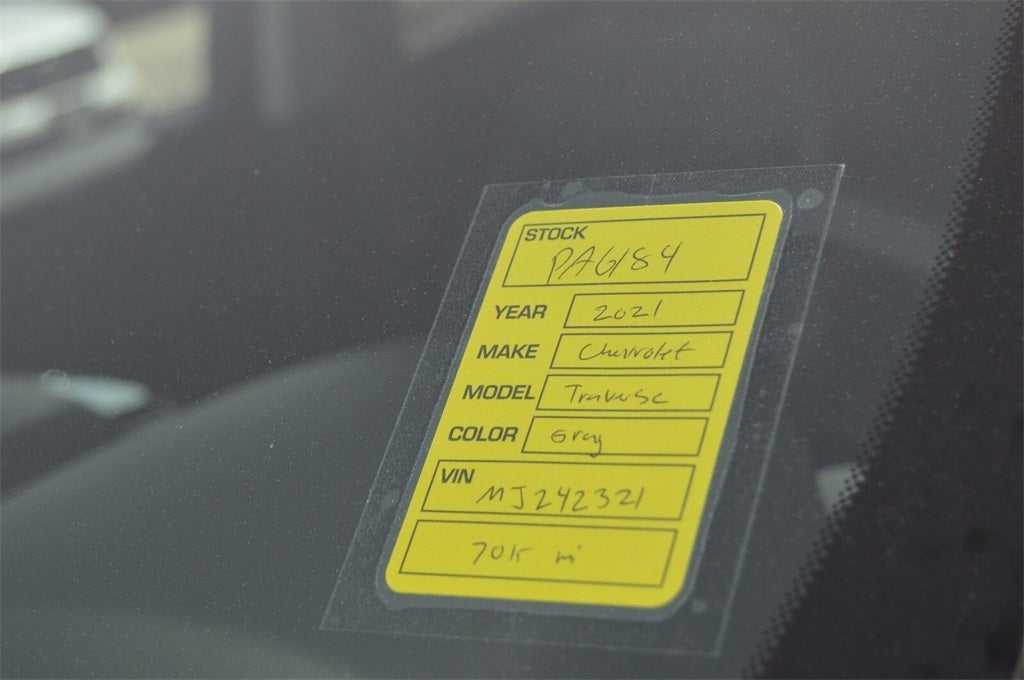 STOCK
PAG184
YEAR 2021
MAKE Chevrolet
MODEL Traverse
COLOR Gray
VIN
MJ242321
70k mi